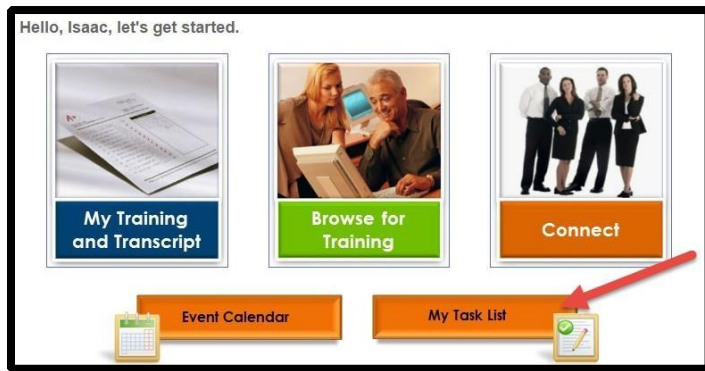 Hello, Isaac, let's get started.
My Training
and Transcript
Browse for
Training
Connect
Event Calendar
My Task List